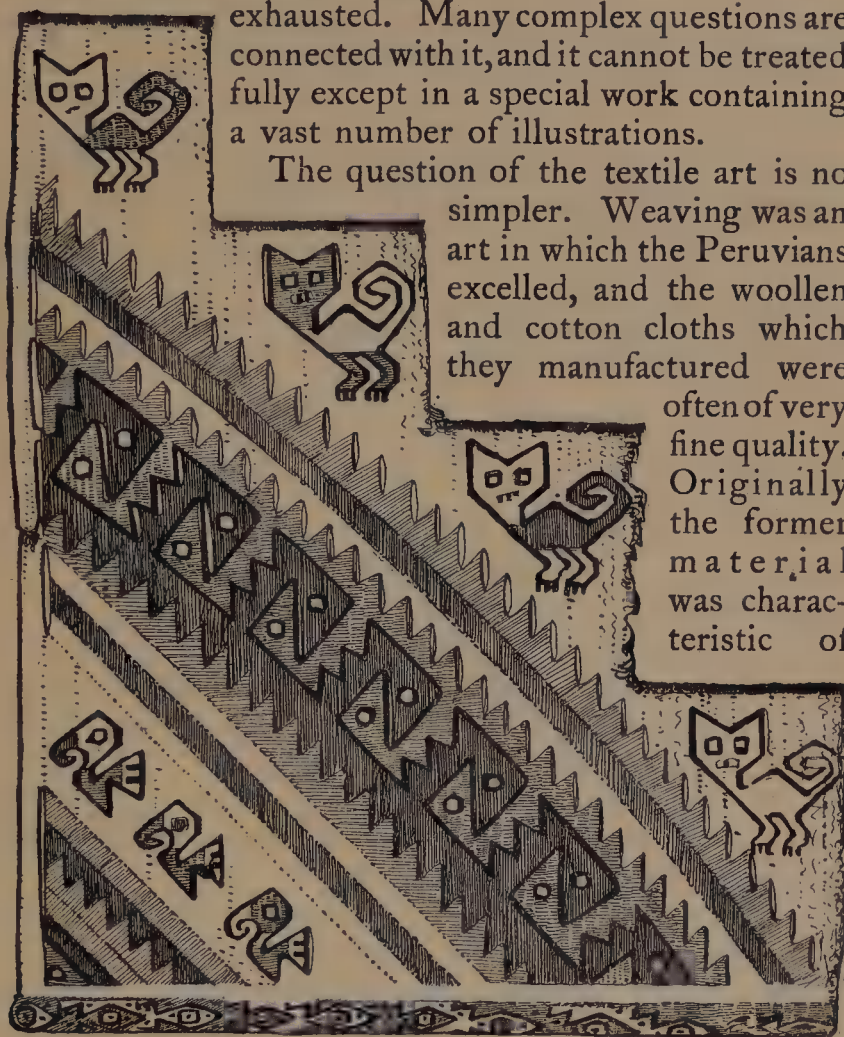 exhausted. Many complex questions are
connected with it, and it cannot be treated
fully except in a special work containing
a vast number of illustrations.
The question of the textile art is no
simpler. Weaving was an
art in which the Peruvians
excelled, and the woollen
and cotton cloths which
they manufactured were
often of very
fine quality.
Originally
the former
material
was charac-
teristic of